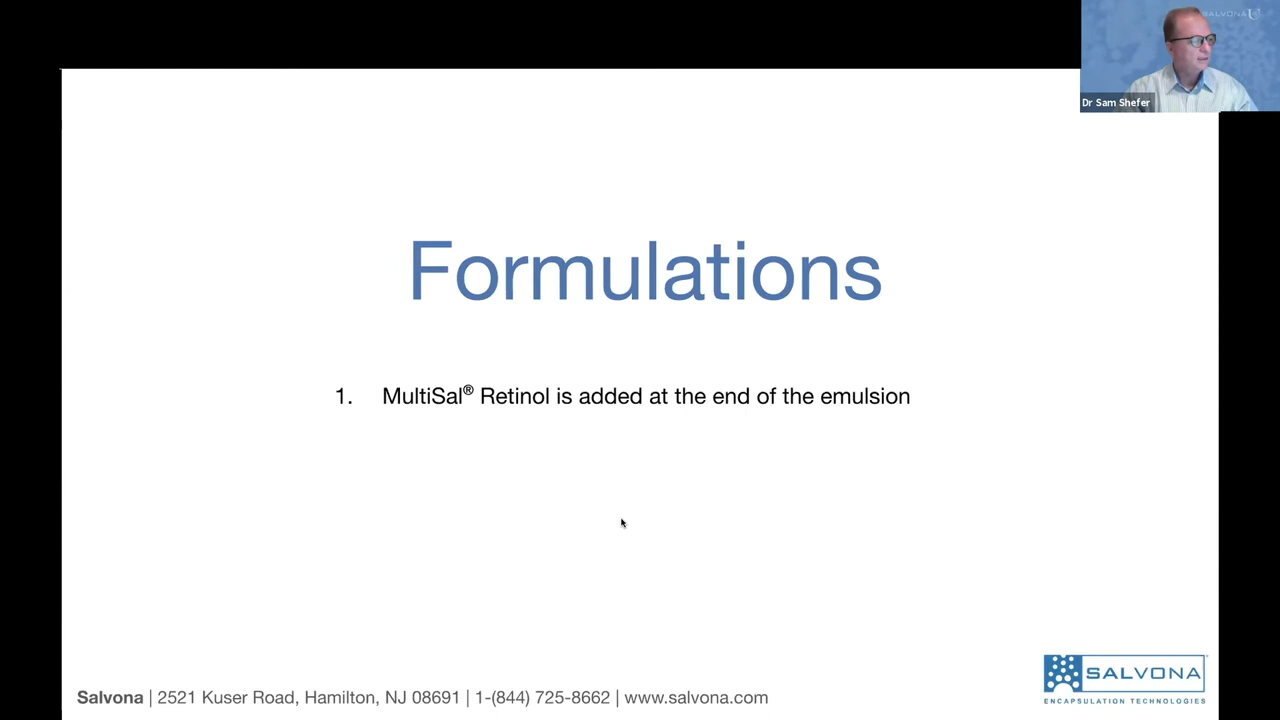 SALVONA
Dr Sam Shefer
Formulations
1. MultiSal® Retinol is added at the end of the emulsion
Salvona | 2521 Kuser Road, Hamilton, NJ 08691 | 1-(844) 725-8662 | www.salvona.com
SALVONA
ENCAPSULATION TECHNOLOGIES